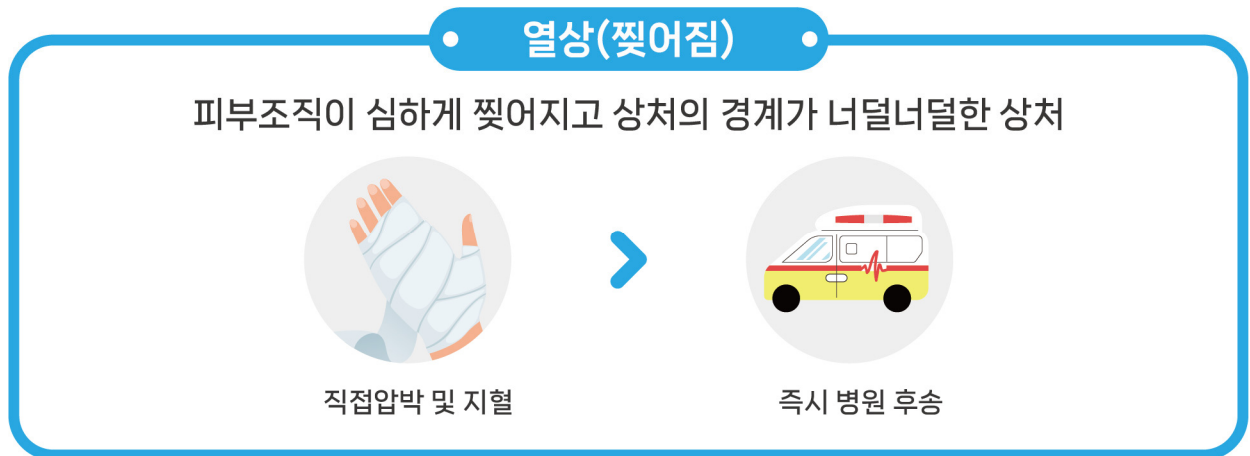 열상(찢어짐)
피부조직이 심하게 찢어지고 상처의 경계가 너덜너덜한 상처
직접압박 및 지혈
즉시 병원 후송